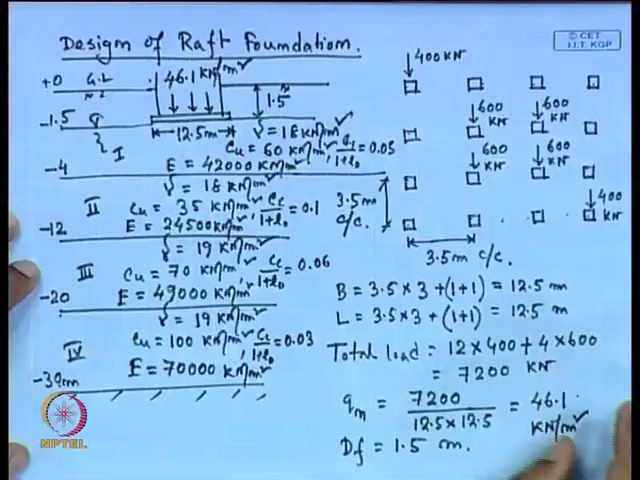 Design of Raft Foundation.
© CET
I.I.T. KGP
+0 G.L
46.1 KN/m²
400 KN
-1.5
1.5 m
12.5m
γ = 18 KN/m³
600 KN
600 KN
I
Cu = 60 KN/m², Cc/1+e₀ = 0.05
E = 42000 KN/m²
-4
γ = 18 KN/m³
600 KN
600 KN
II
Cu = 35 KN/m², Cc/1+e₀ = 0.1
3.5m c/c.
400 KN
E = 24500 KN/m²
-12
γ = 19 KN/m³
3.5m c/c.
III
Cu = 70 KN/m², Cc/1+e₀ = 0.06
E = 49000 KN/m²
-20
γ = 19 KN/m³
IV
Cu = 100 KN/m², Cc/1+e₀ = 0.03
E = 70000 KN/m²
-30m
B = 3.5×3 + (1+1) = 12.5 m
L = 3.5×3 + (1+1) = 12.5 m
Total load = 12×400 + 4×600
= 7200 KN
qn = 7200 / 12.5×12.5 = 46.1 KN/m²
Df = 1.5 m.
NPTEL